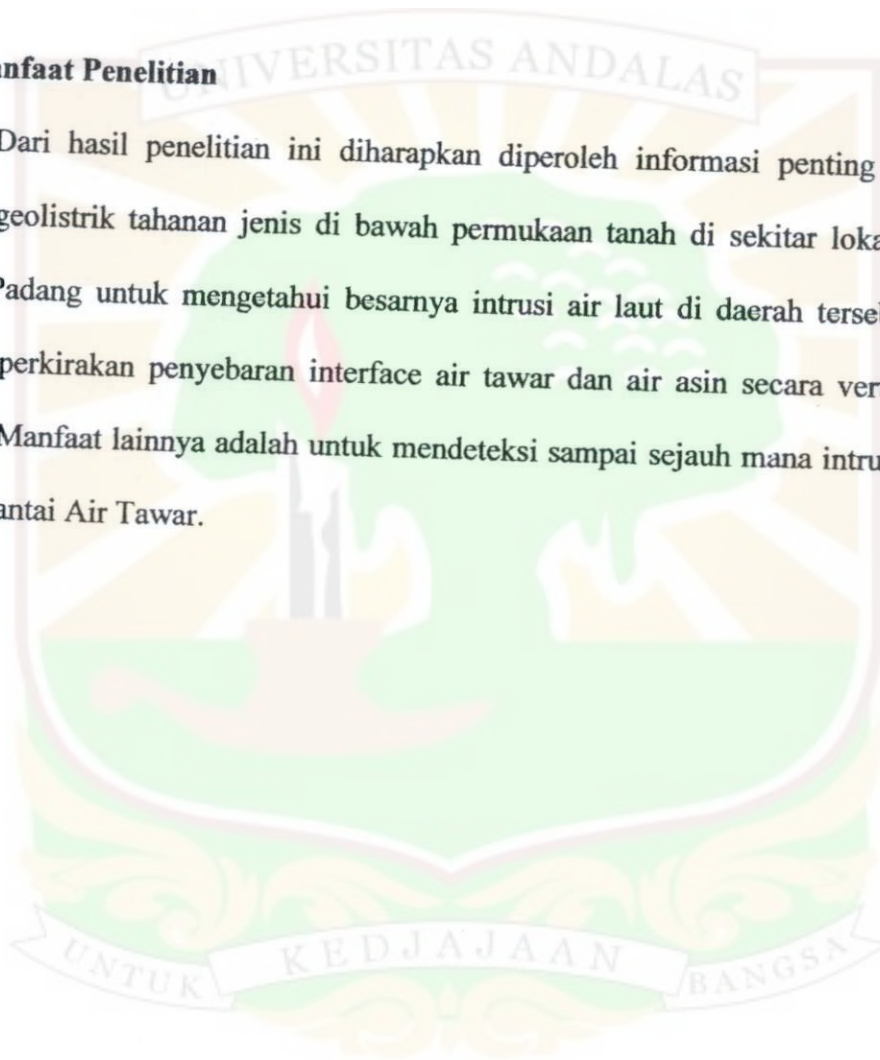 UNIVERSITAS ANDALAS
nfaat Penelitian
Dari hasil penelitian ini diharapkan diperoleh informasi penting
geolistrik tahanan jenis di bawah permukaan tanah di sekitar loka
Padang untuk mengetahui besarnya intrusi air laut di daerah terse
perkirakan penyebaran interface air tawar dan air asin secara ver
Manfaat lainnya adalah untuk mendeteksi sampai sejauh mana intru
antai Air Tawar.
UNTUK KEDJAJAAN BANGSA